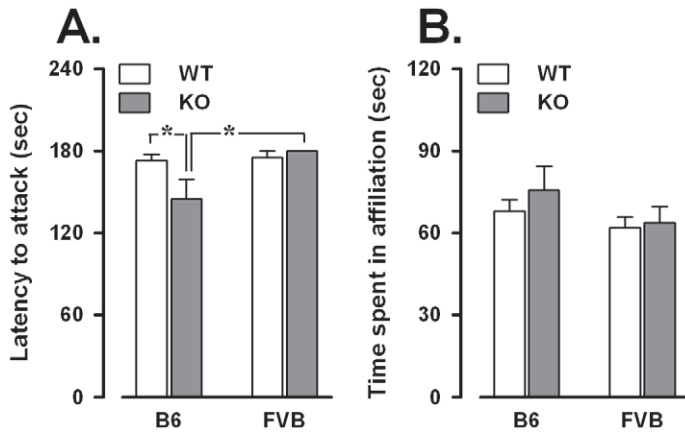 A.
Latency to attack (sec)
240
180
120
60
0
WT
KO
*
*
B6
FVB
B.
Time spent in affiliation (sec)
120
90
60
30
0
WT
KO
B6
FVB